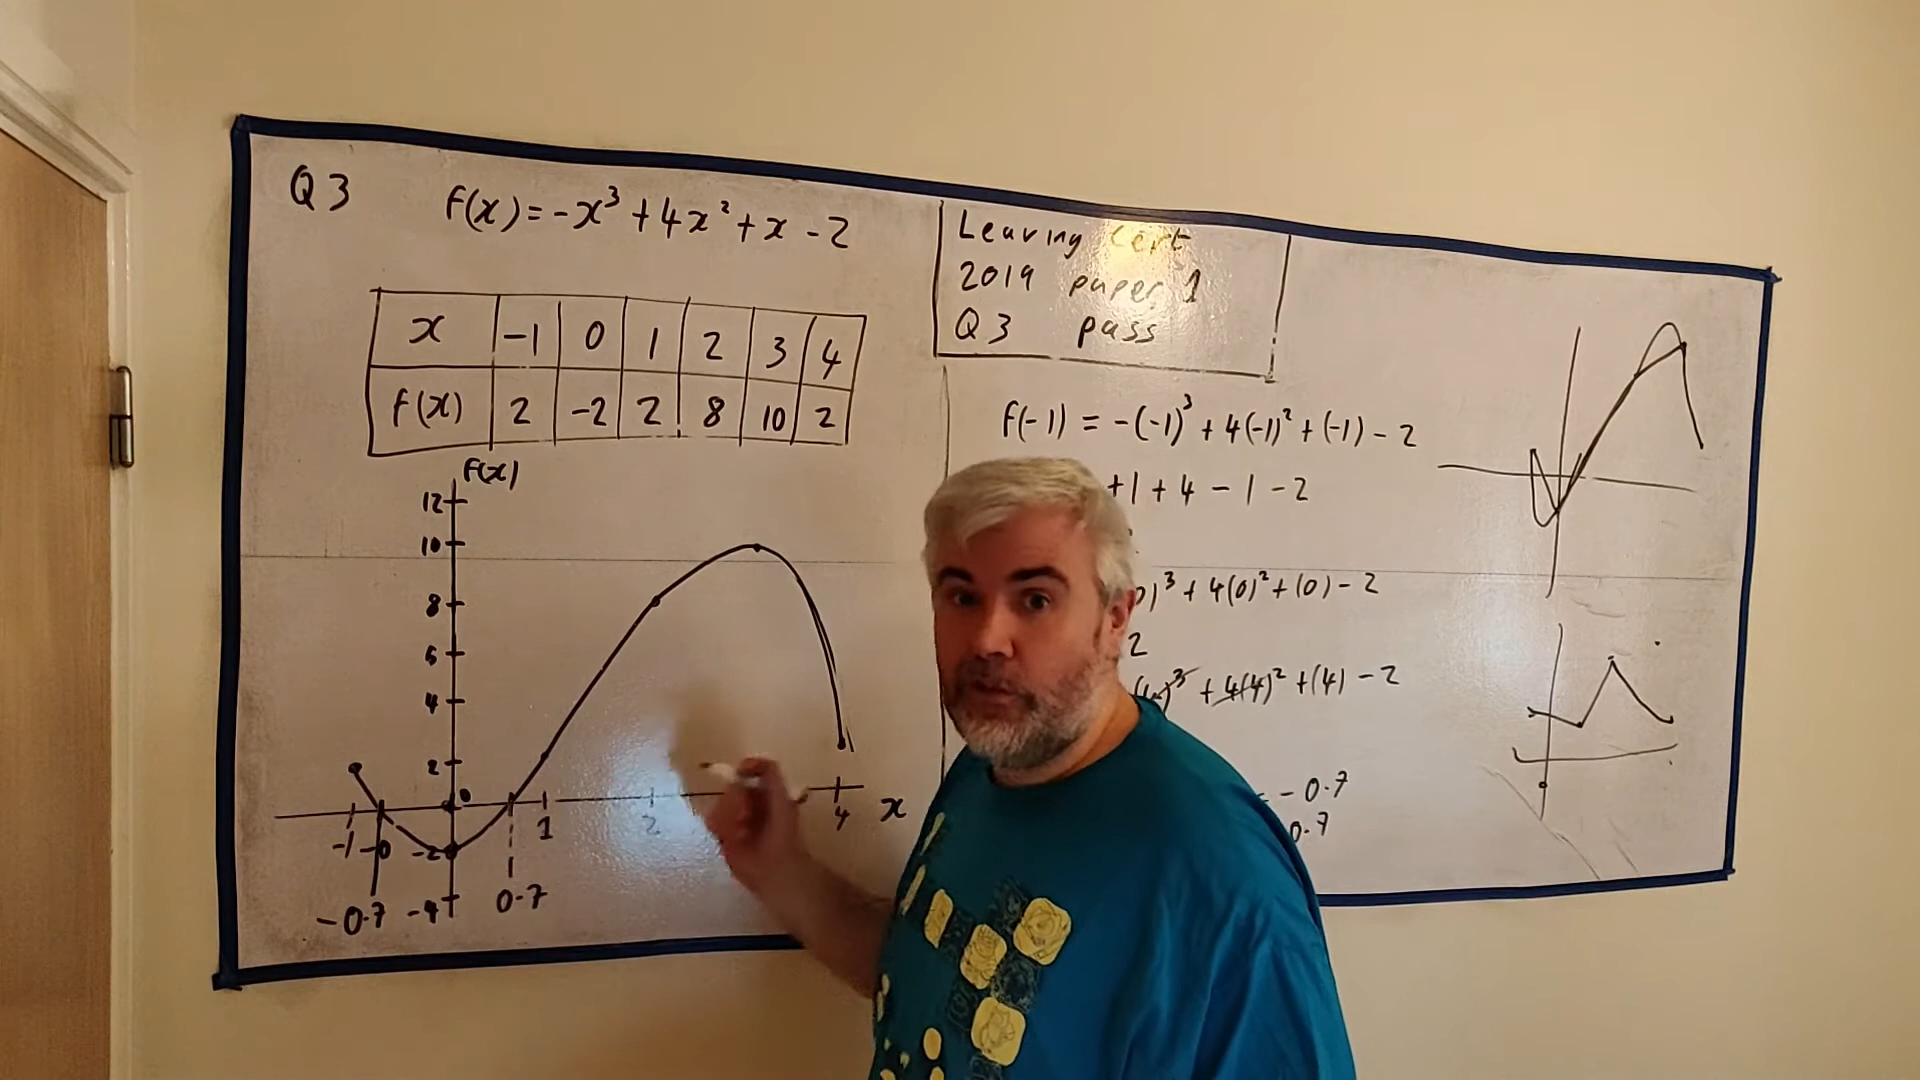 Q3
f(x) = -x³ + 4x² + x - 2
Leaving Cert
2019 paper 1
Q3 pass
x -1 0 1 2 3 4
f(x) 2 -2 2 8 10 2
f(-1) = -(-1)³ + 4(-1)² + (-1) - 2
+1 + 4 - 1 - 2
)³ + 4(0)² + (0) - 2
2
)³ + 4(4)² + (4) - 2
= -0.7
0.7
f(x)
12
10
8
6
4
2
0
-1 -0 -2 1 2 4 x
-0.7 -4 0.7